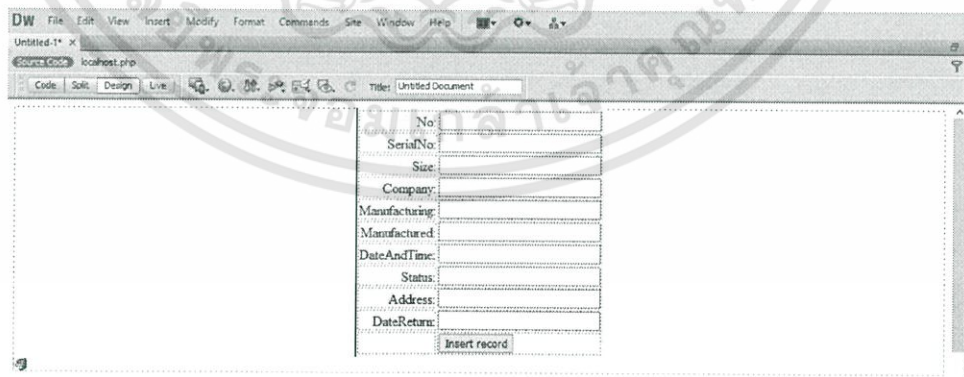 DW File Edit View Insert Modify Format Commands Site Window Help
Untitled-1* ×
Source Code localhost.php
Code Split Design Live Title: Untitled Document
No:
SerialNo:
Size:
Company:
Manufacturing:
Manufactured:
DateAndTime:
Status:
Address:
DateReturn:
Insert record